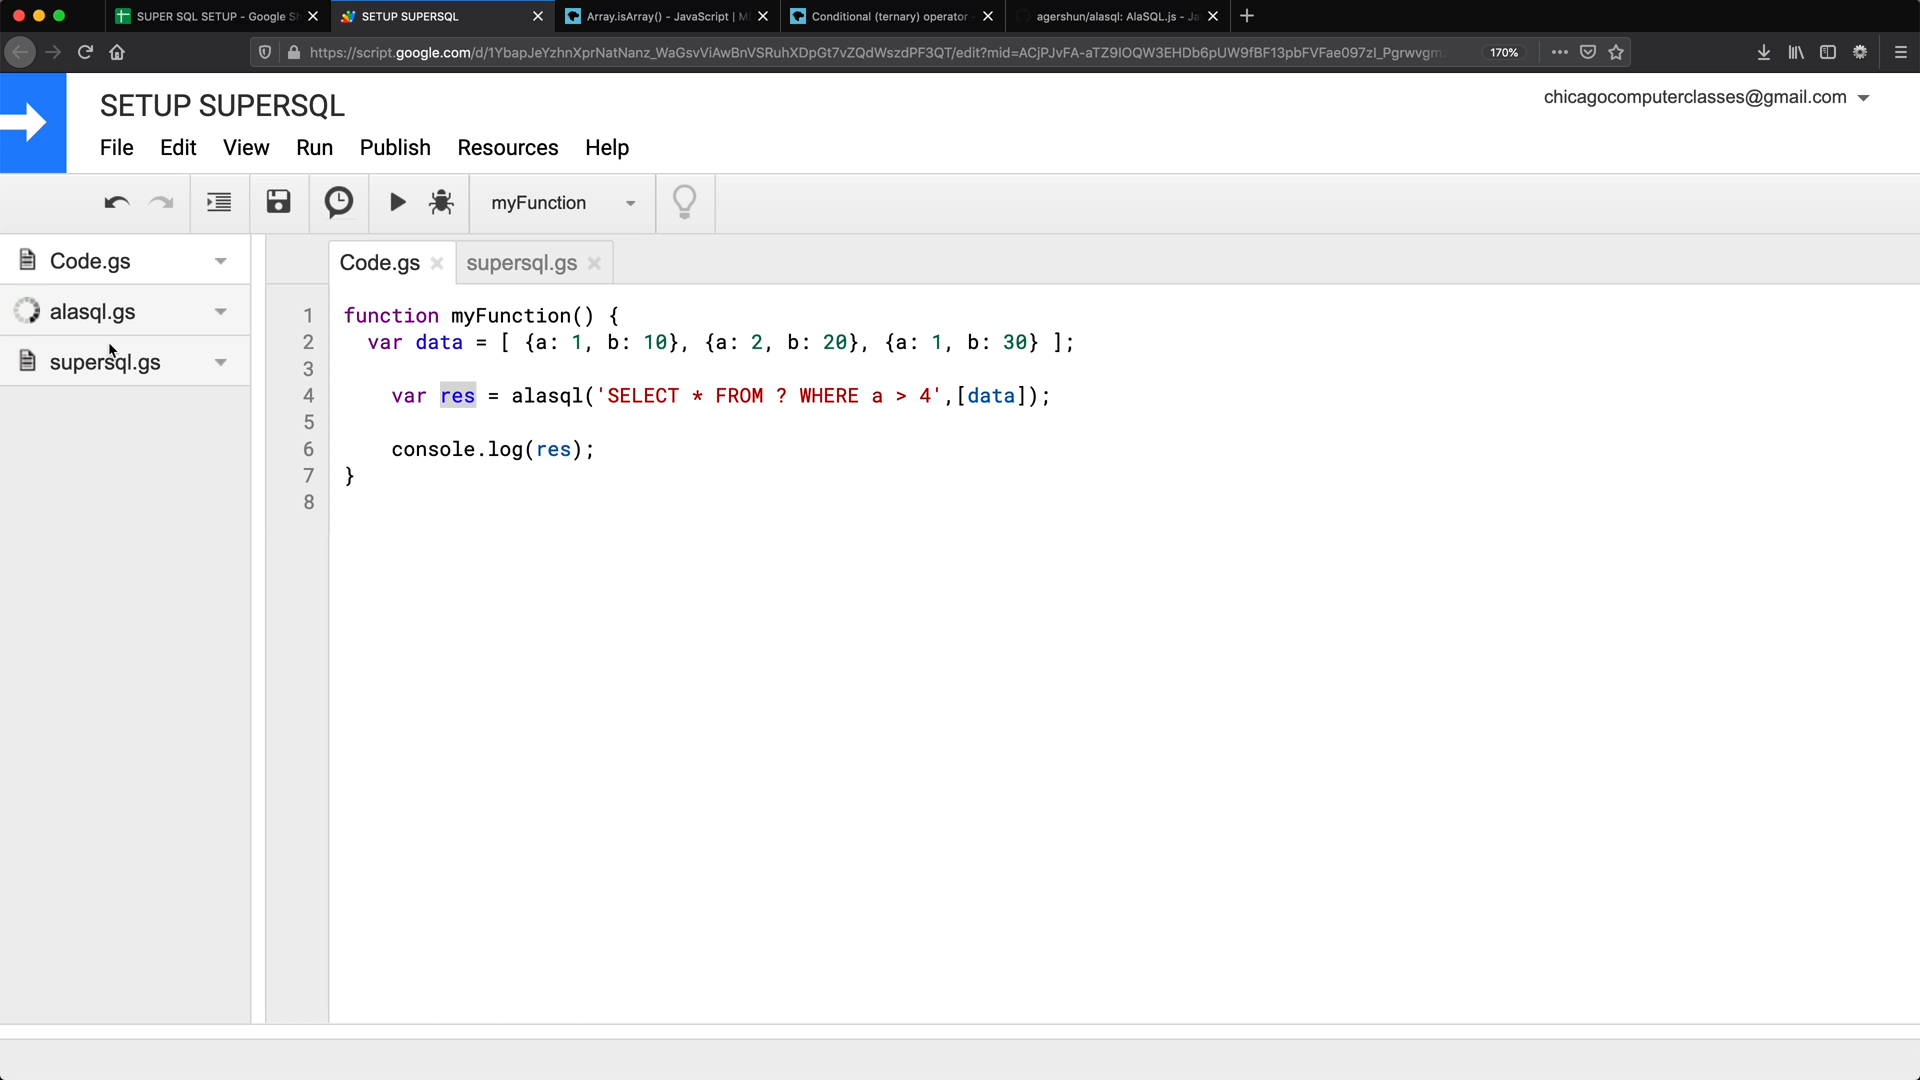 SUPER SQL SETUP - Google S
SETUP SUPERSQL
Array.isArray() - JavaScript | M
Conditional (ternary) operator -
agershun/alasql: AlaSQL.js - Ja
https://script.google.com/d/1YbapJeYzhnXprNatNanz_WaGsvViAwBnVSRuhXDpGt7vZQdWszdPF3QT/edit?mid=ACjPJvFA-aTZ9IOQW3EHDb6pUW9fBF13pbFVFae097zI_Pgrwvgm
170%
SETUP SUPERSQL
chicagocomputerclasses@gmail.com
File Edit View Run Publish Resources Help
myFunction
Code.gs
alasql.gs
supersql.gs
Code.gs
supersql.gs
1 function myFunction() {
2 var data = [ {a: 1, b: 10}, {a: 2, b: 20}, {a: 1, b: 30} ];
3
4 var res = alasql('SELECT * FROM ? WHERE a > 4',[data]);
5
6 console.log(res);
7 }
8